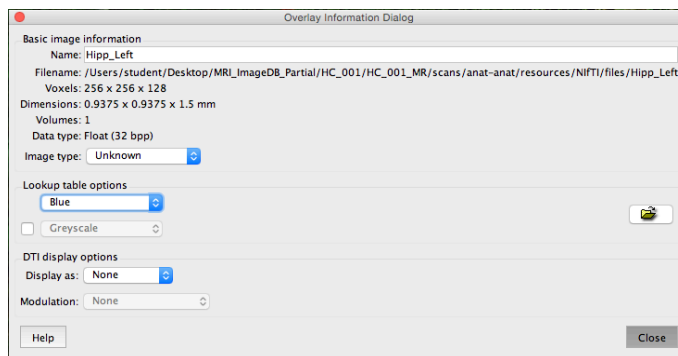 Overlay Information Dialog
Basic image information
Name: Hipp_Left
Filename: /Users/student/Desktop/MRI_ImageDB_Partial/HC_001/HC_001_MR/scans/anat-anat/resources/NIfTI/files/Hipp_Left
Voxels: 256 x 256 x 128
Dimensions: 0.9375 x 0.9375 x 1.5 mm
Volumes: 1
Data type: Float (32 bpp)
Image type: Unknown
Lookup table options
Blue
Greyscale
DTI display options
Display as: None
Modulation: None
Help Close